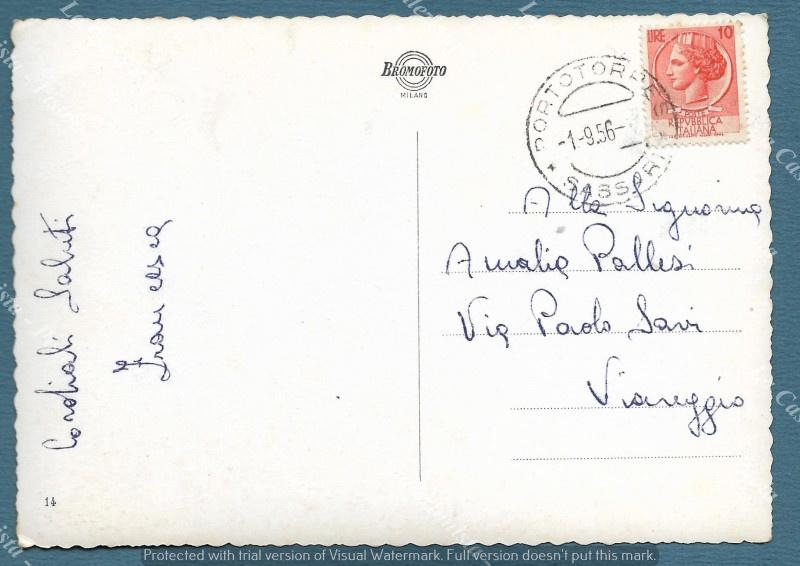 BROMOFOTO
MILANO
LIRE 10
POSTE
REPVBBLICA
ITALIANA
PORTOTORRES
-1-9.56-
* SASSARI
Alla Signorina
Amalia Pallesi
Via Paolo Savi
Viareggio
Cordiali Saluti
Francesca
14
Protected with trial version of Visual Watermark. Full version doesn't put this mark.